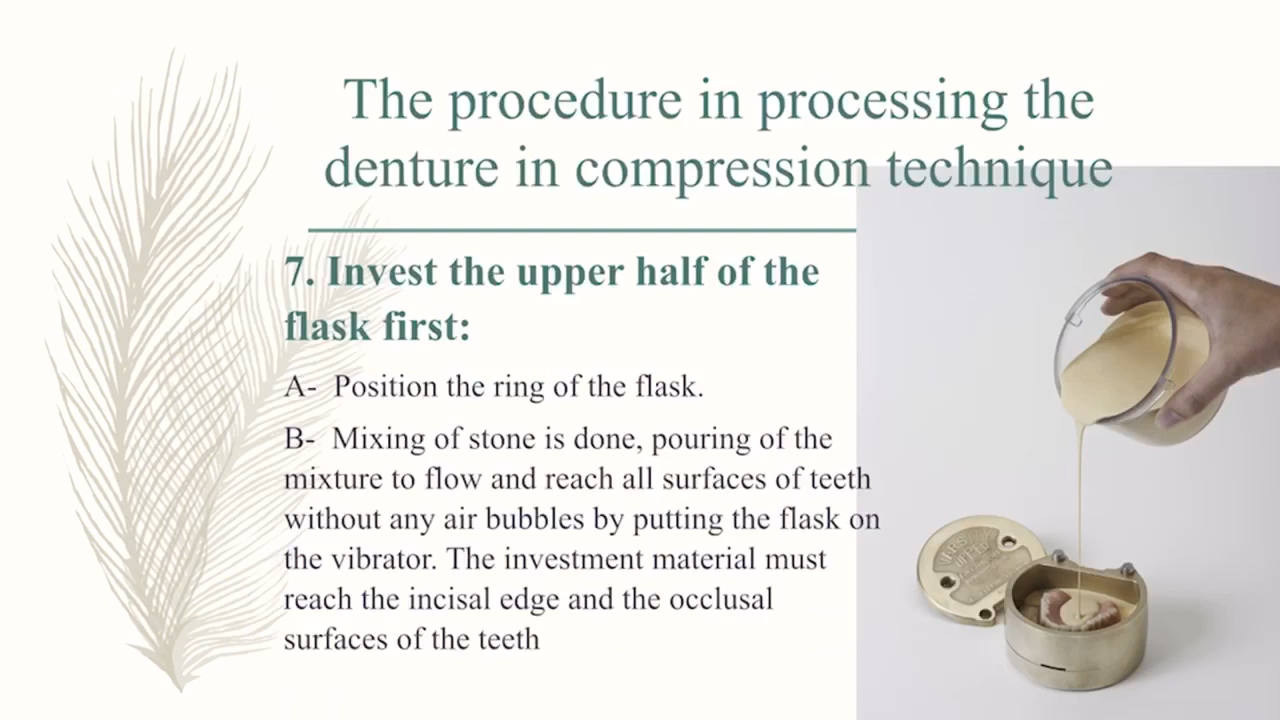 The procedure in processing the
denture in compression technique
7. Invest the upper half of the
flask first:
A- Position the ring of the flask.
B- Mixing of stone is done, pouring of the
mixture to flow and reach all surfaces of teeth
without any air bubbles by putting the flask on
the vibrator. The investment material must
reach the incisal edge and the occlusal
surfaces of the teeth